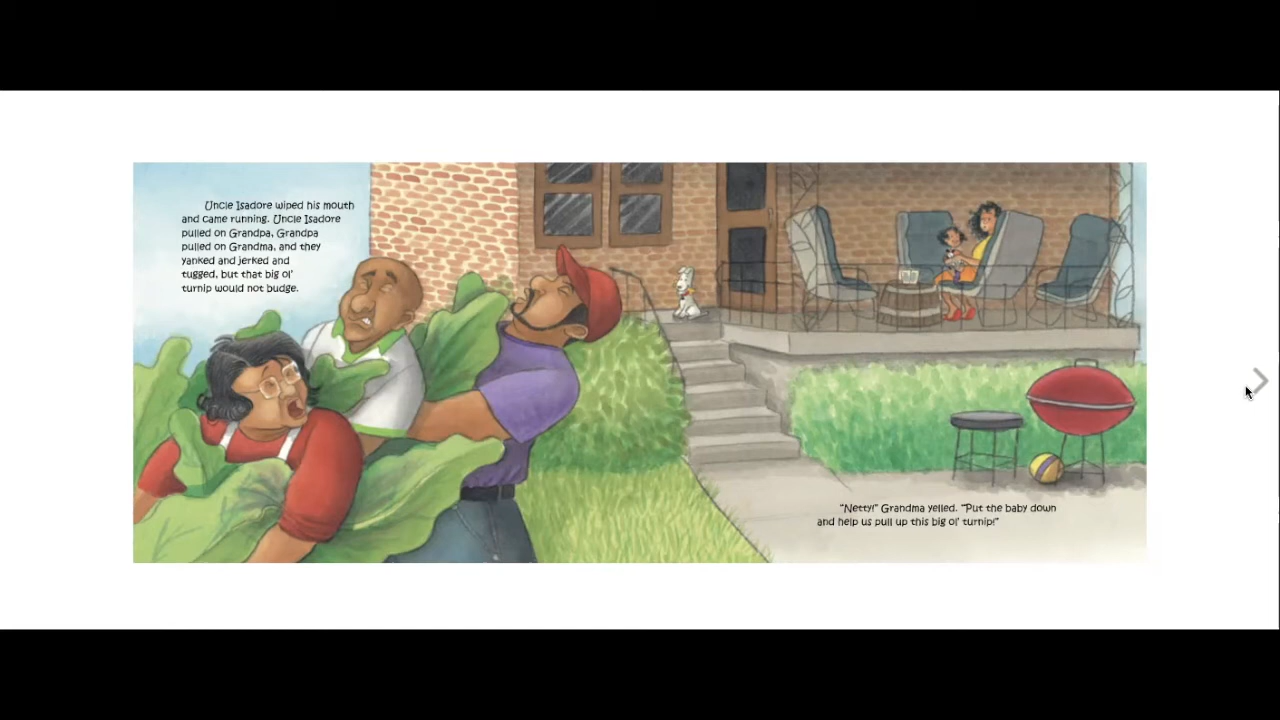 Uncle Isadore wiped his mouth
and came running. Uncle Isadore
pulled on Grandpa, Grandpa
pulled on Grandma, and they
yanked and jerked and
tugged, but that big ol'
turnip would not budge.
"Netty!" Grandma yelled. "Put the baby down
and help us pull up this big ol' turnip!"